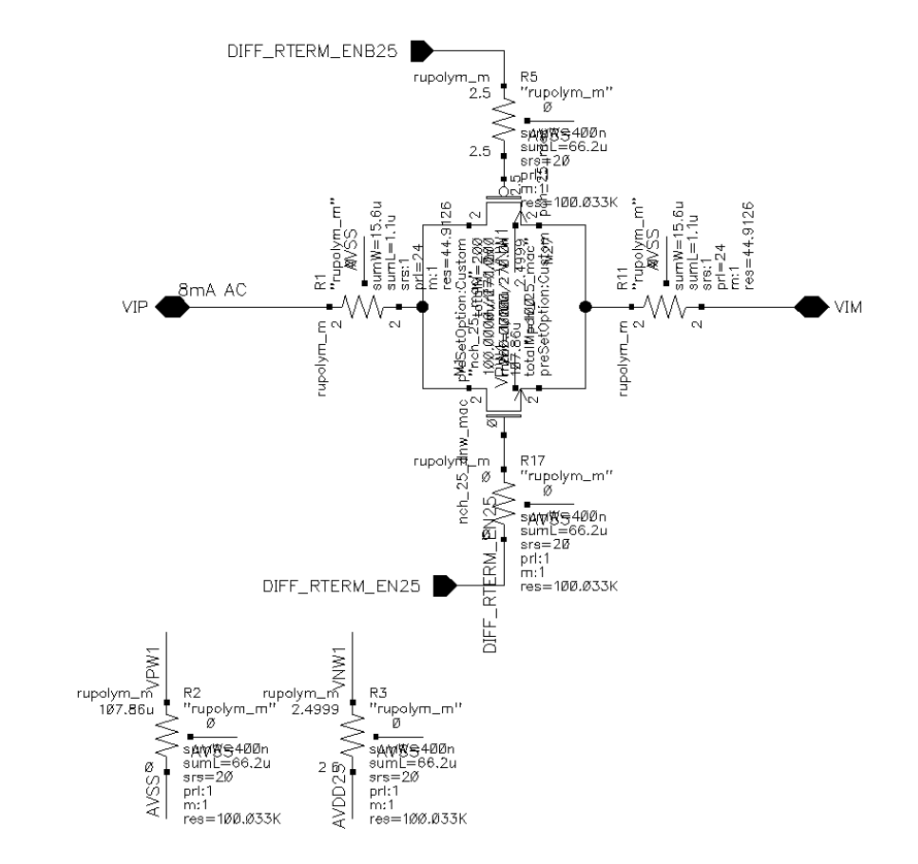 DIFF_RTERM_ENB25
rupolym_m
R5
2.5
"rupolym_m"
0
AVSS
sumW=400n
sumL=66.2u
srs=20
prl:1
m:1
res=100.033K
2.5
2.5
2
2
VIP
8mA AC
R1
"rupolym_m"
AVSS
sumW=15.6u
sumL=1.1u
srs:1
prl=24
m:1
res=44.9126
2
2
rupolym_m
preSetOption:Custom
2.4999
107.86u
preSetOption:Custom
R11
"rupolym_m"
AVSS
sumW=15.6u
sumL=1.1u
srs:1
prl=24
m:1
res=44.9126
2
2
rupolym_m
VIM
2
2
0
nch_25_dnw_mac
rupolym_m
R17
0
"rupolym_m"
0
AVSS
sumW=400n
sumL=66.2u
srs=20
prl:1
m:1
res=100.033K
DIFF_RTERM_EN25
DIFF_RTERM_EN25
VPW1
rupolym_m
R2
107.86u
"rupolym_m"
0
AVSS
sumW=400n
sumL=66.2u
srs=20
prl:1
m:1
res=100.033K
0
AVSS
VNW1
rupolym_m
R3
2.4999
"rupolym_m"
0
AVSS
sumW=400n
sumL=66.2u
srs=20
prl:1
m:1
res=100.033K
AVDD25